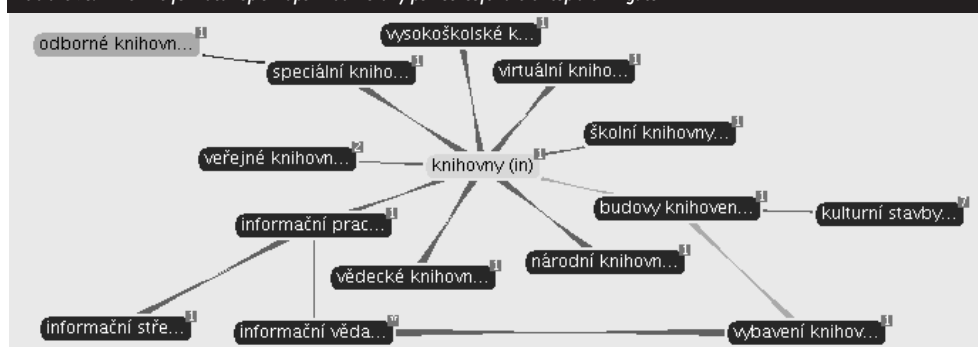 vysokoškolské k...
odborné knihovn...
speciální kniho...
virtuální kniho...
školní knihovny...
veřejné knihovn...
knihovny (in)
budovy knihoven...
kulturní stavby...
informační prac...
národní knihovn...
vědecké knihovn...
informační stře...
informační věda...
vybavení knihov...